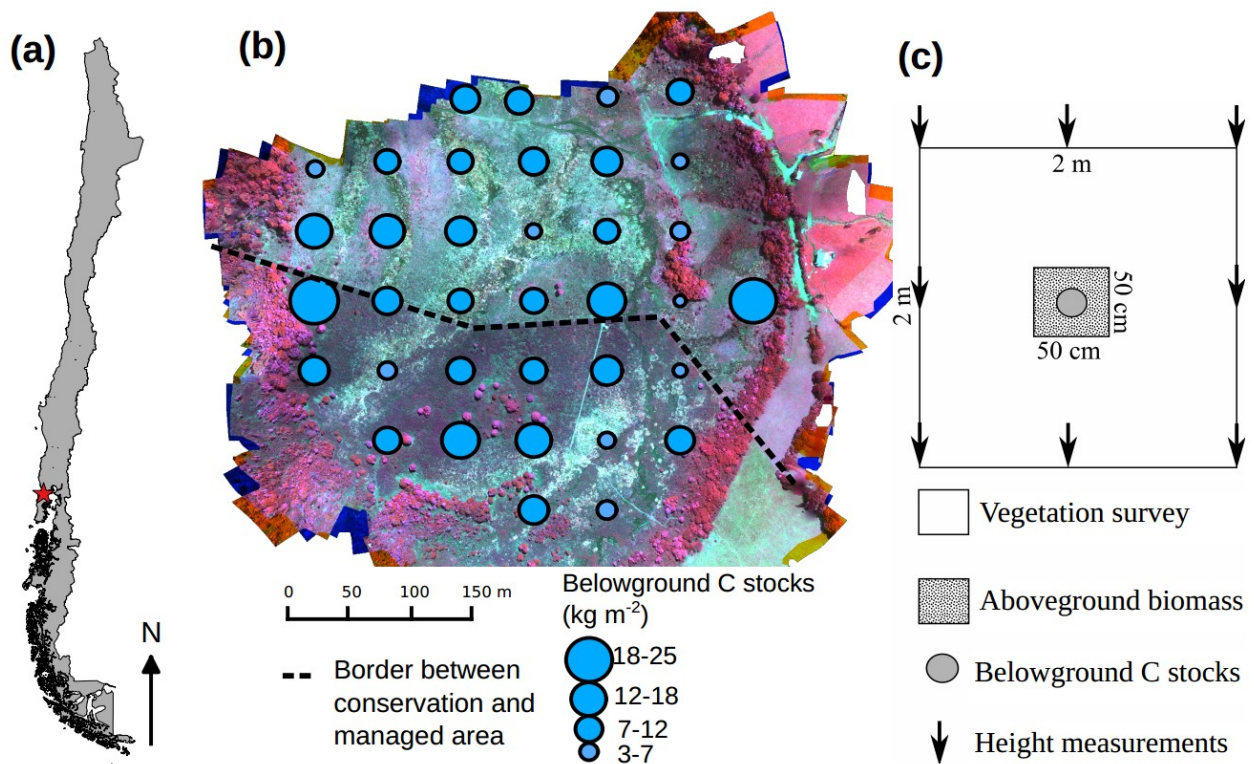 (a)
N
(b)
0 50 100 150 m
Border between
conservation and
managed area
Belowground C stocks
(kg m⁻²)
18-25
12-18
7-12
3-7
(c)
2 m
2 m
50 cm
50 cm
Vegetation survey
Aboveground biomass
Belowground C stocks
Height measurements